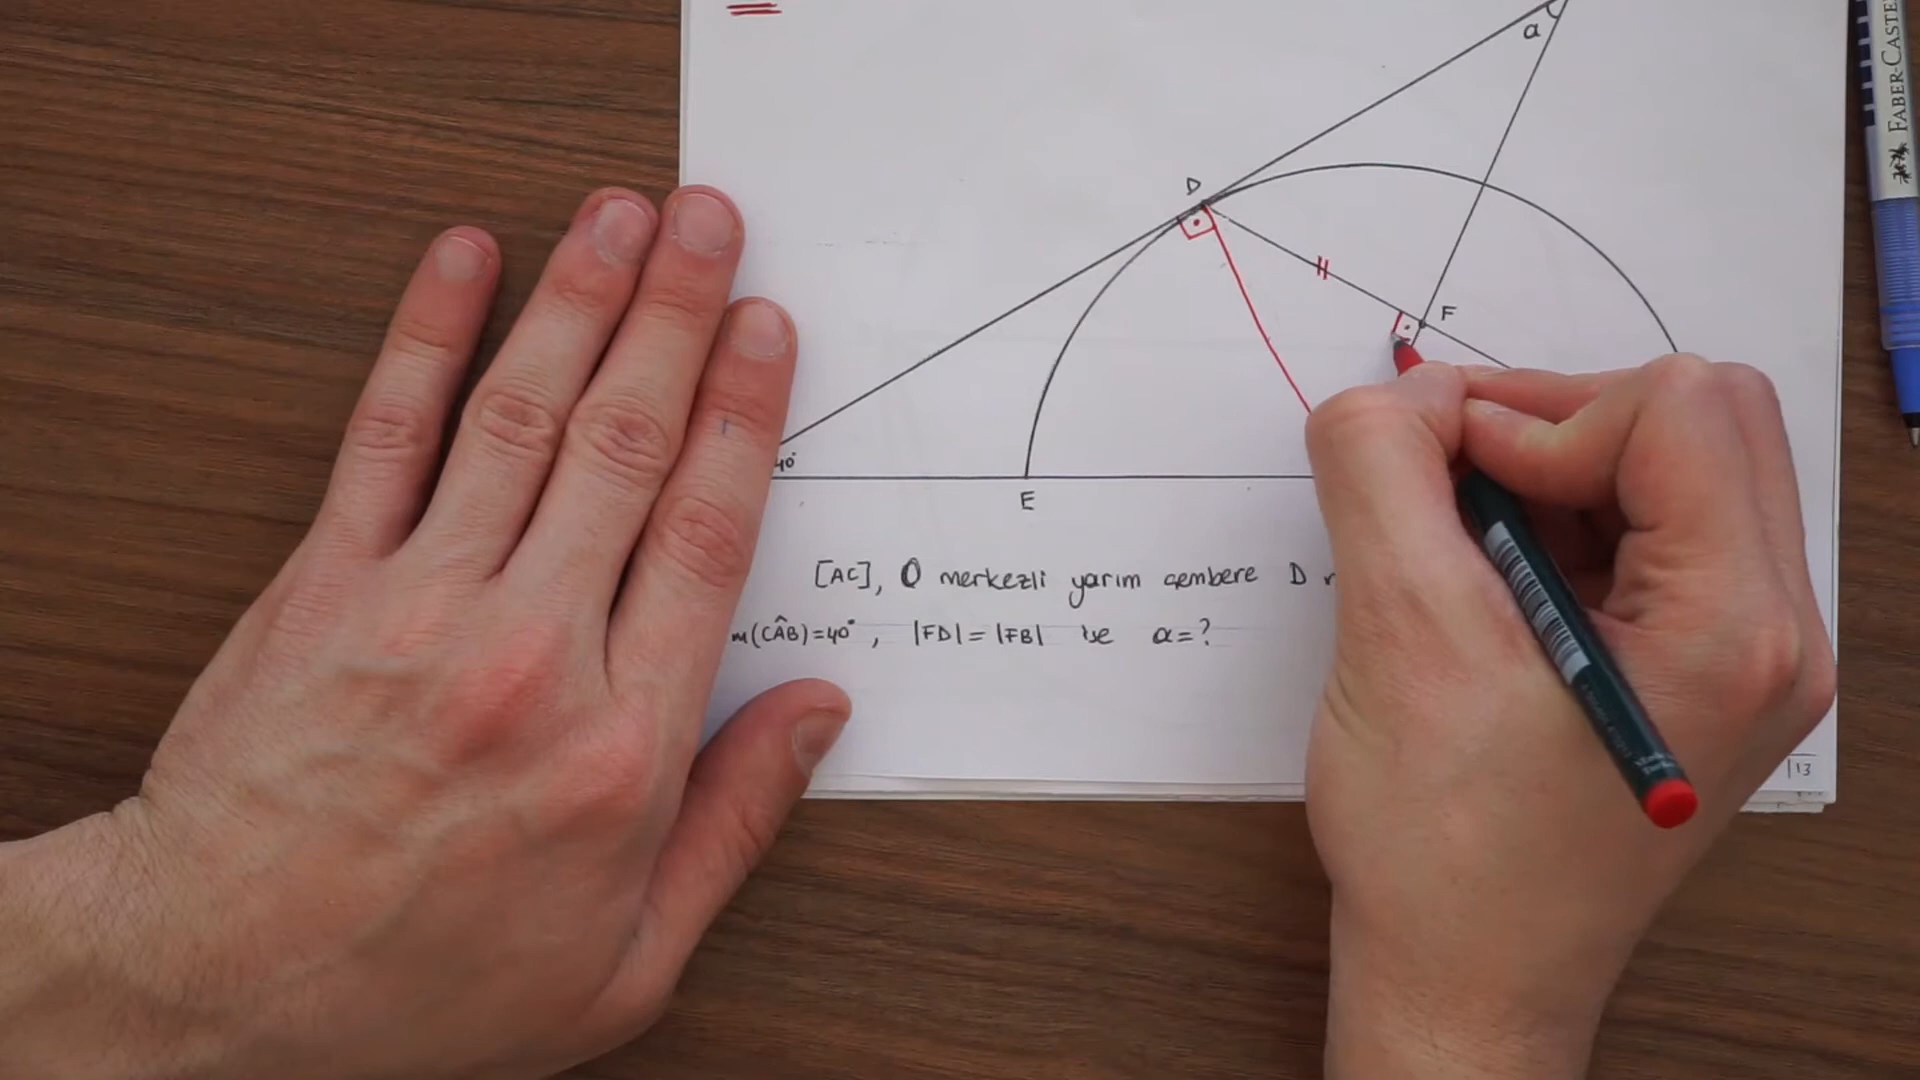 α
FABER-CASTE
D
F
40°
E
[AC], O merkezli yarım çembere D
m(CÂB)=40°, |FD|=|FB| ise α=?
13